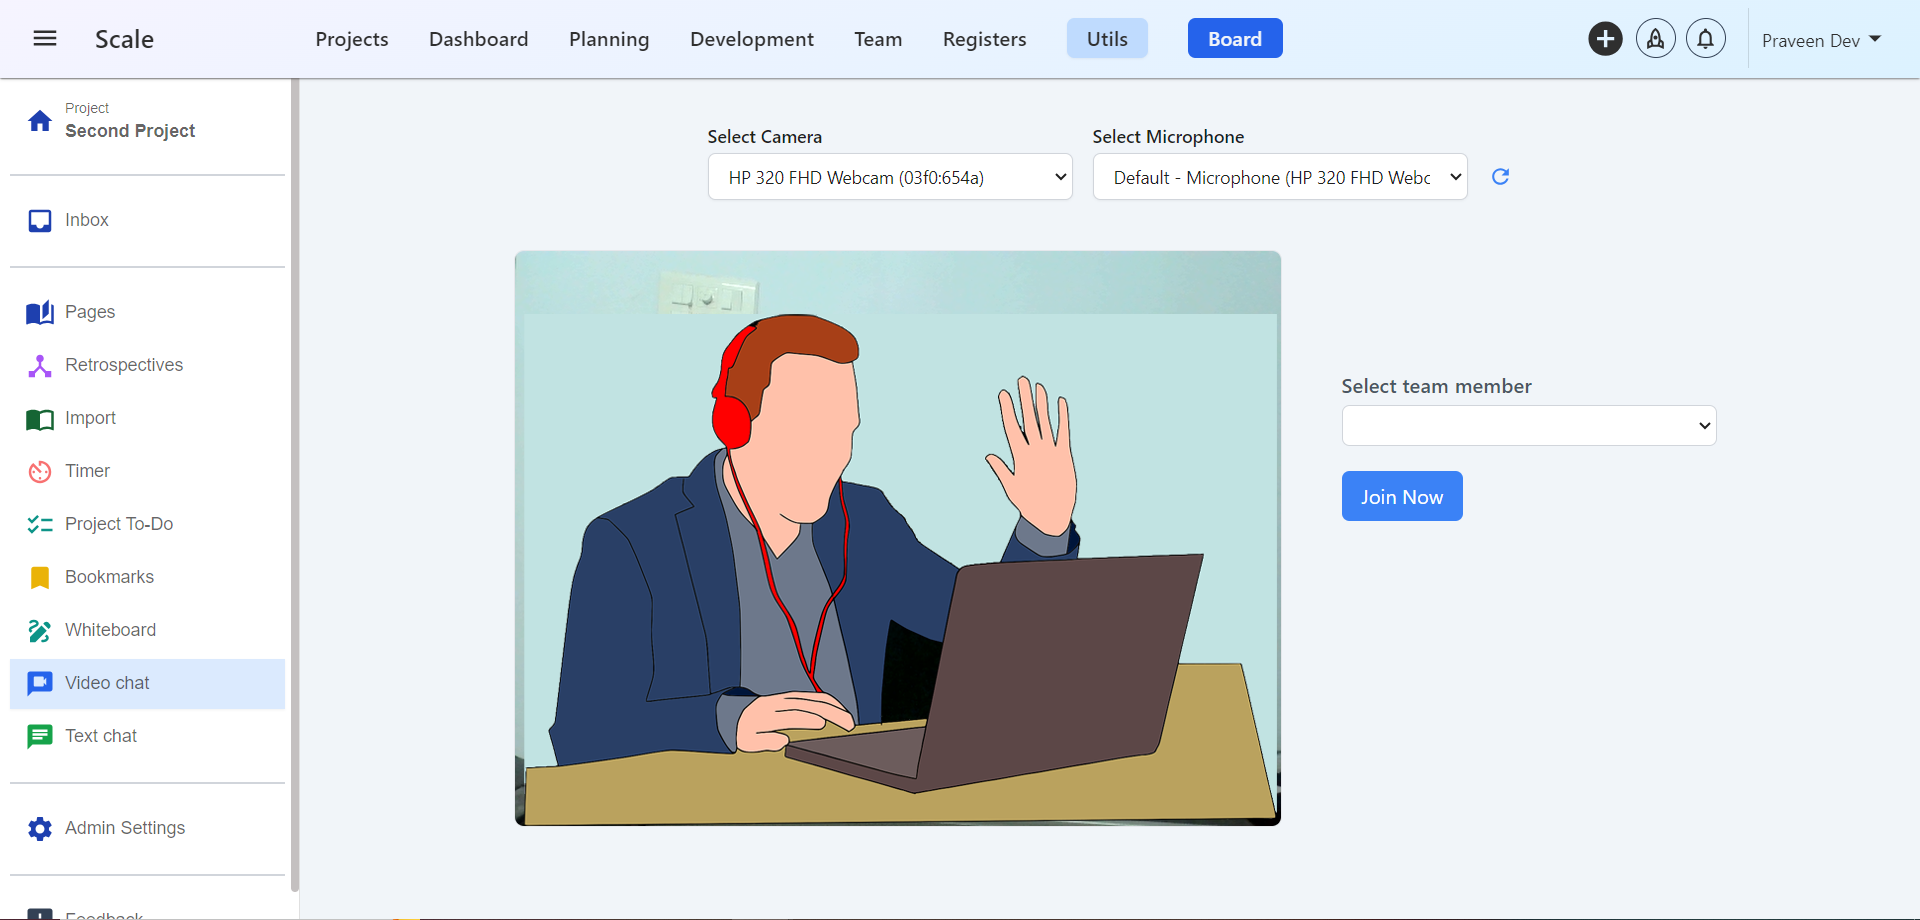 Scale
Projects
Dashboard
Planning
Development
Team
Registers
Utils
Board
Praveen Dev
Project
Second Project
Inbox
Pages
Retrospectives
Import
Timer
Project To-Do
Bookmarks
Whiteboard
Video chat
Text chat
Admin Settings
Feedback
Select Camera
HP 320 FHD Webcam (03f0:654a)
Select Microphone
Default - Microphone (HP 320 FHD Webc
Select team member
Join Now